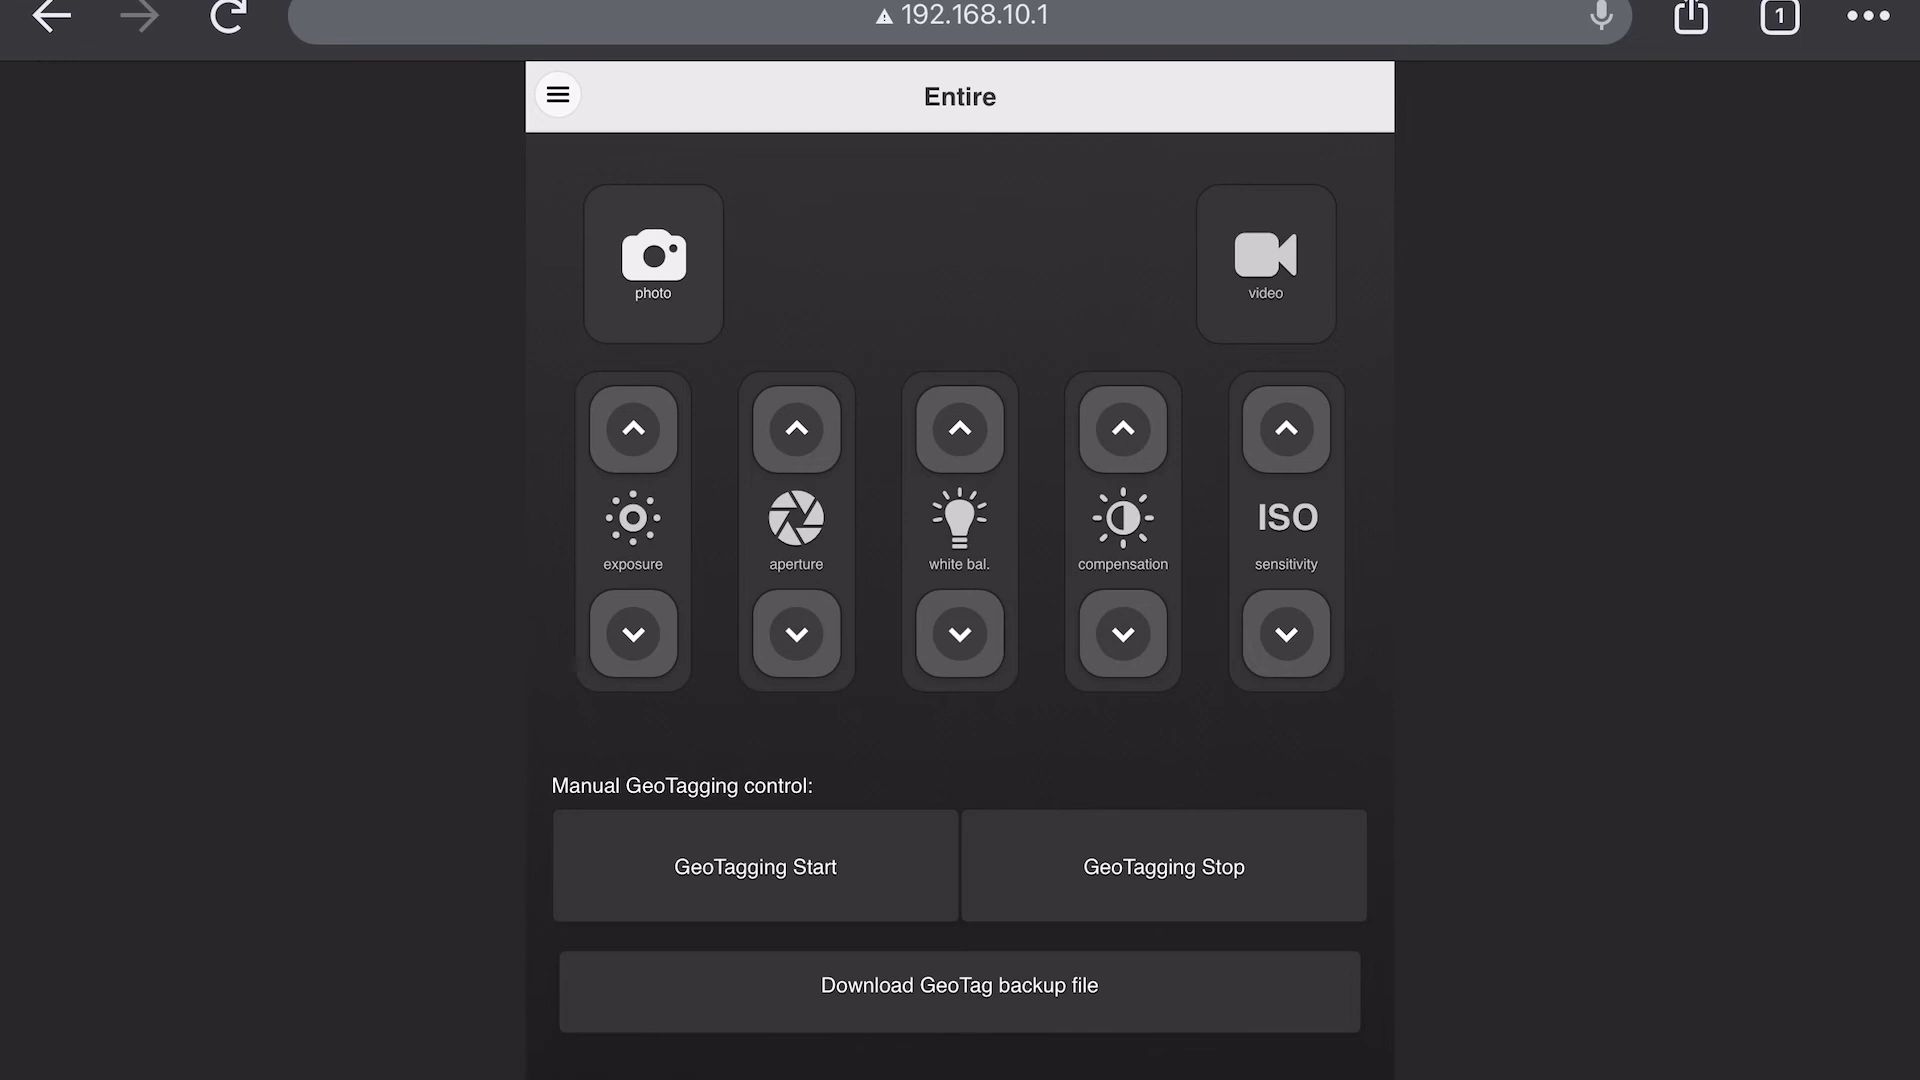 192.168.10.1
1
Entire
photo
video
ISO
exposure
aperture
white bal.
compensation
sensitivity
Manual GeoTagging control:
GeoTagging Start
GeoTagging Stop
Download GeoTag backup file